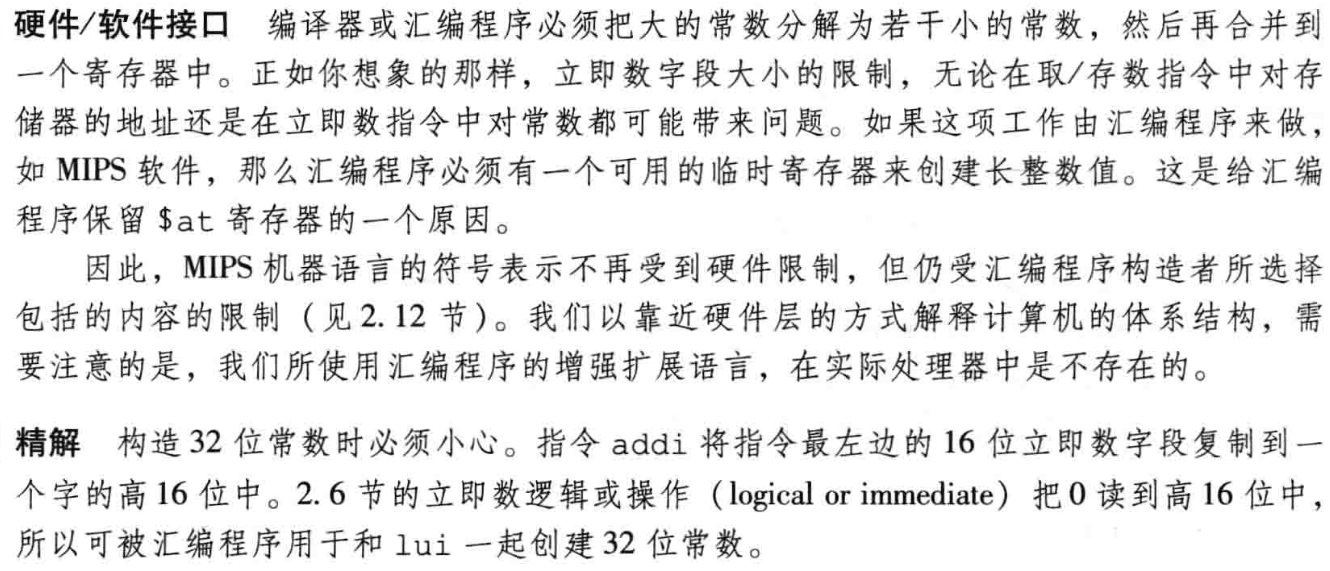 硬件/软件接口 编译器或汇编程序必须把大的常数分解为若干小的常数，然后再合并到
一个寄存器中。正如你想象的那样，立即数字段大小的限制，无论在取/存数指令中对存
储器的地址还是在立即数指令中对常数都可能带来问题。如果这项工作由汇编程序来做，
如 MIPS 软件，那么汇编程序必须有一个可用的临时寄存器来创建长整数值。这是给汇编
程序保留 $at 寄存器的一个原因。
因此，MIPS 机器语言的符号表示不再受到硬件限制，但仍受汇编程序构造者所选择
包括的内容的限制（见 2.12 节）。我们以靠近硬件层的方式解释计算机的体系结构，需
要注意的是，我们所使用汇编程序的增强扩展语言，在实际处理器中是不存在的。
精解 构造 32 位常数时必须小心。指令 addi 将指令最左边的 16 位立即数字段复制到一
个字的高 16 位中。2.6 节的立即数逻辑或操作（logical or immediate）把 0 读到高 16 位中，
所以可被汇编程序用于和 lui 一起创建 32 位常数。